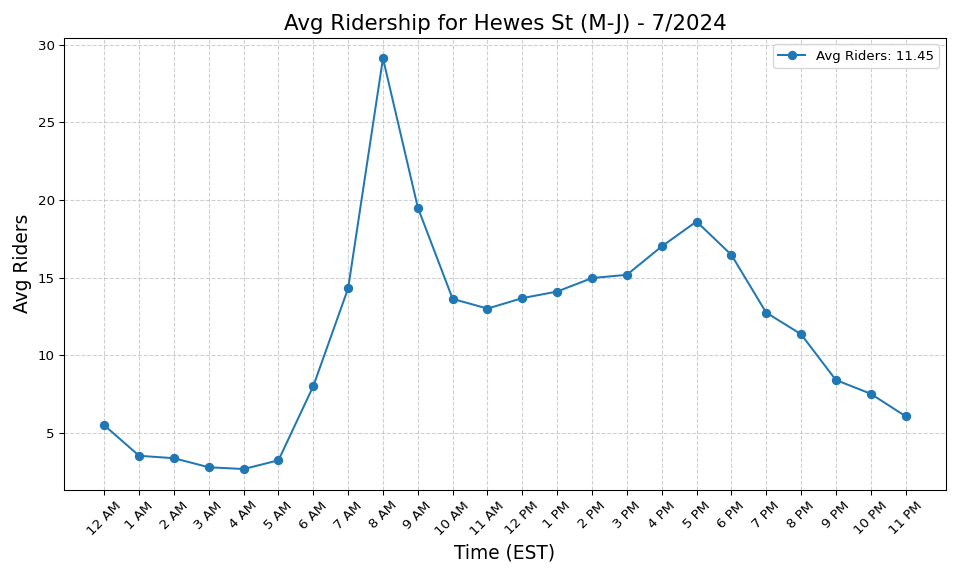 Avg Ridership for Hewes St (M-J) - 7/2024
Avg Riders: 11.45
30
25
20
15
10
5
Avg Riders
12 AM
1 AM
2 AM
3 AM
4 AM
5 AM
6 AM
7 AM
8 AM
9 AM
10 AM
11 AM
12 PM
1 PM
2 PM
3 PM
4 PM
5 PM
6 PM
7 PM
8 PM
9 PM
10 PM
11 PM
Time (EST)